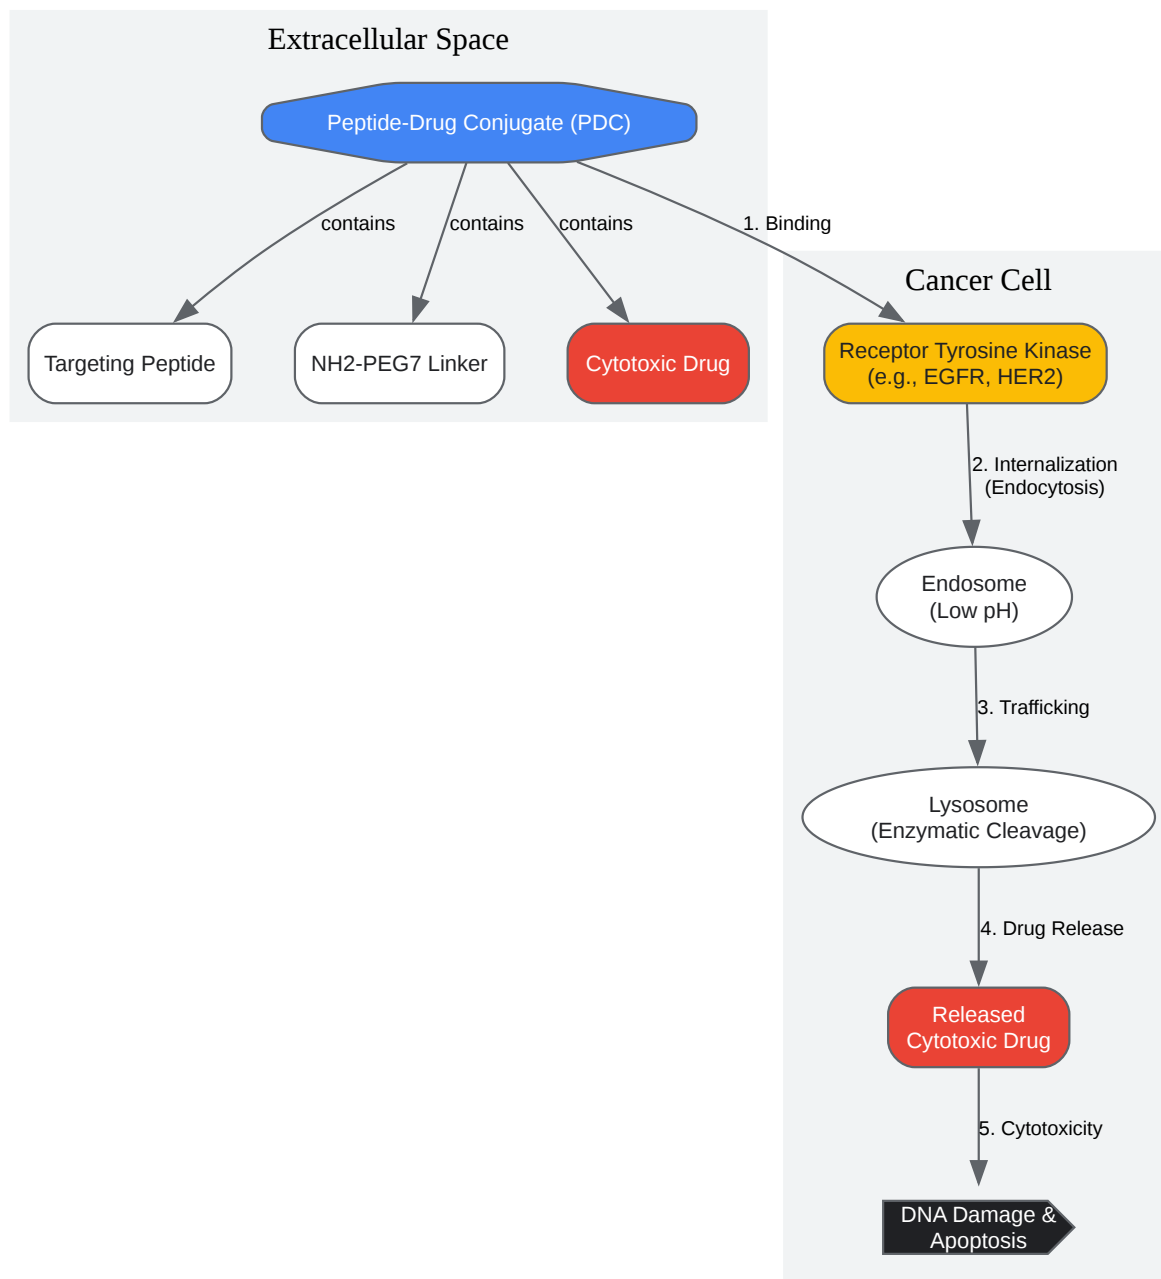 Extracellular Space
Peptide-Drug Conjugate (PDC)
contains
contains
contains
1. Binding
Targeting Peptide
NH2-PEG7 Linker
Cytotoxic Drug
Cancer Cell
Receptor Tyrosine Kinase
(e.g., EGFR, HER2)
2. Internalization
(Endocytosis)
Endosome
(Low pH)
3. Trafficking
Lysosome
(Enzymatic Cleavage)
4. Drug Release
Released
Cytotoxic Drug
5. Cytotoxicity
DNA Damage &
Apoptosis